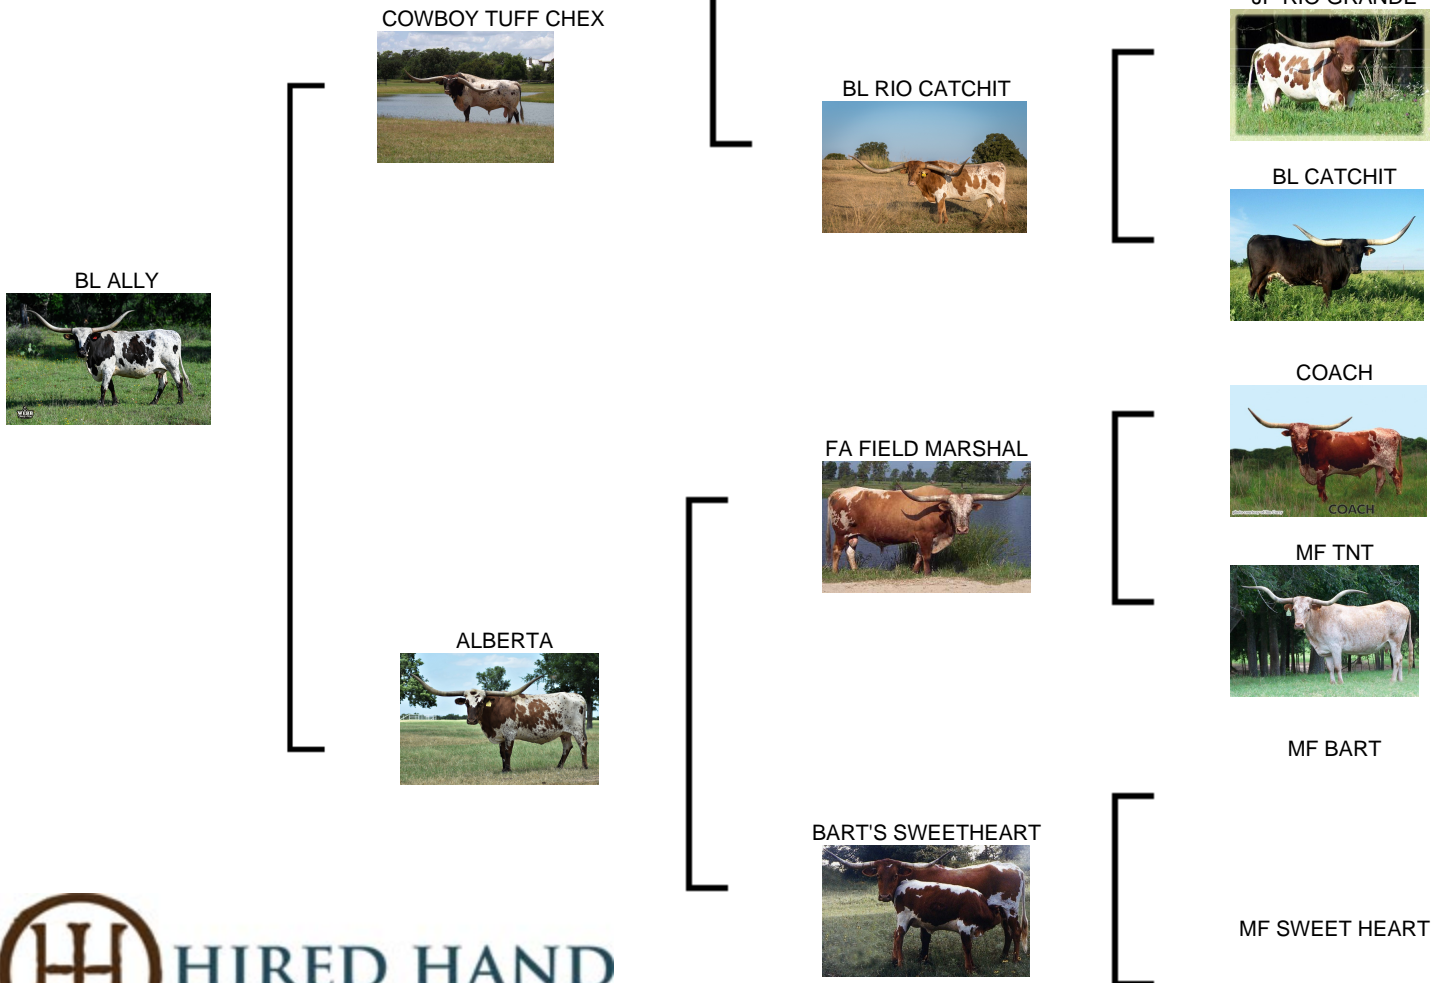 COWBOY TUFF CHEX
BL RIO CATCHIT
BL CATCHIT
BL ALLY
COACH
COACH
FA FIELD MARSHAL
MF TNT
ALBERTA
MF BART
BART'S SWEETHEART
MF SWEET HEART
HIRED HAND